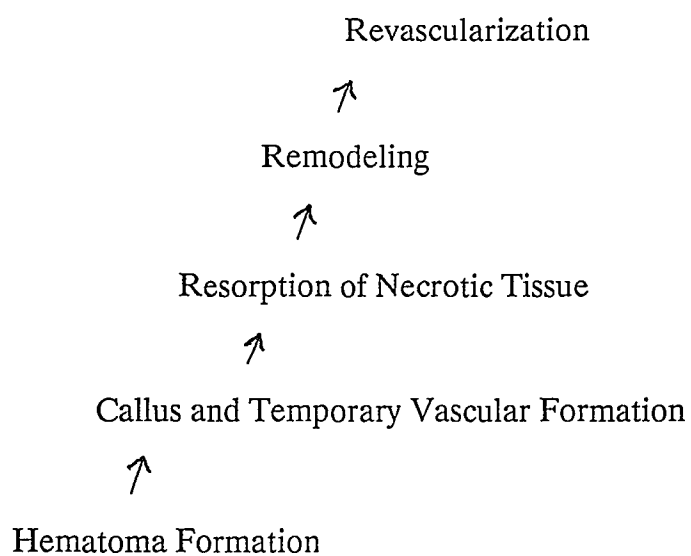 Revascularization
Remodeling
Resorption of Necrotic Tissue
Callus and Temporary Vascular Formation
Hematoma Formation